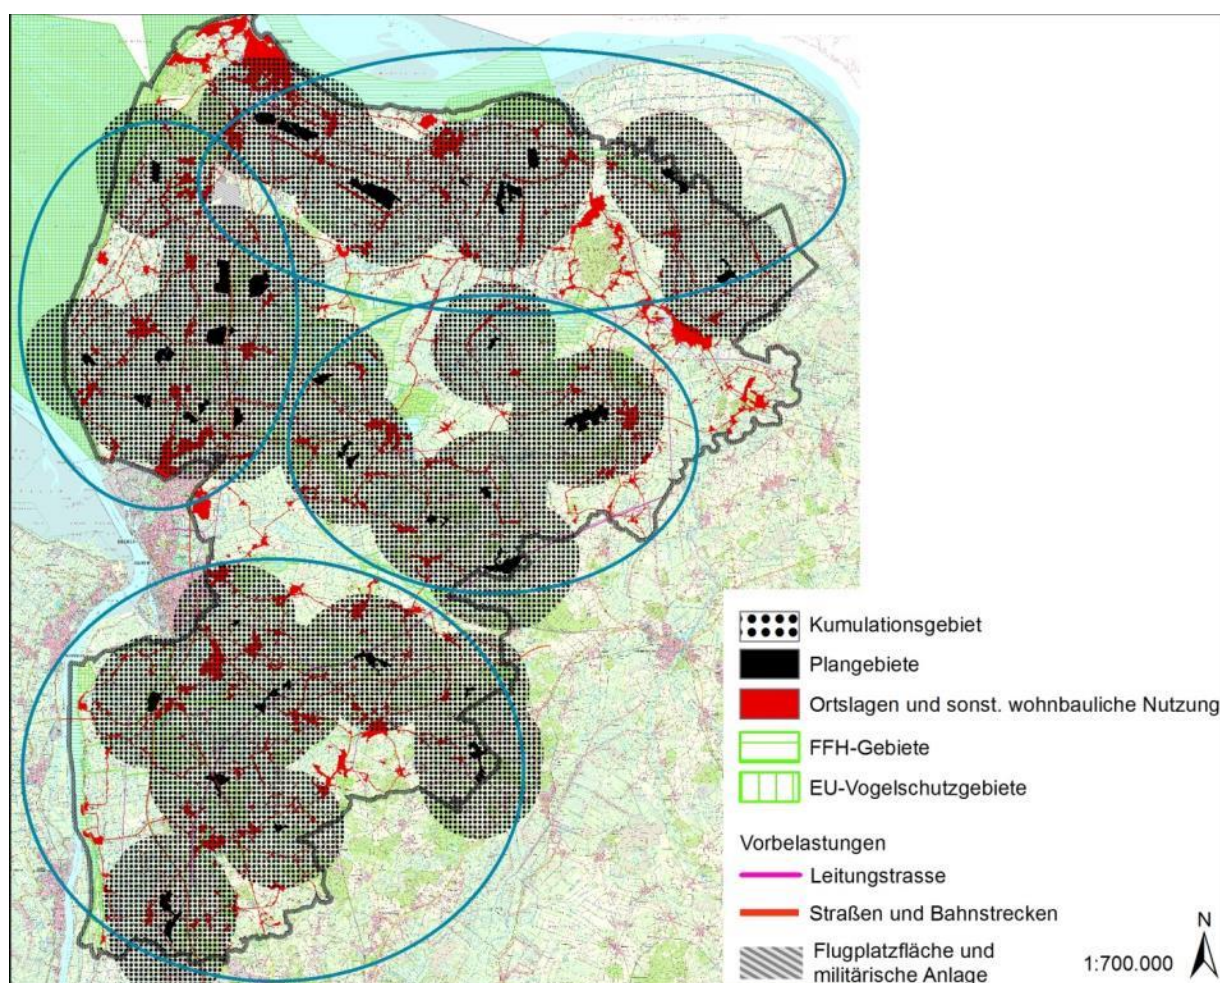 Kumulationsgebiet
Plangebiete
Ortslagen und sonst. wohnbauliche Nutzung
FFH-Gebiete
EU-Vogelschutzgebiete
Vorbelastungen
Leitungstrasse
Straßen und Bahnstrecken
Flugplatzfläche und
militärische Anlage
1:700.000
N